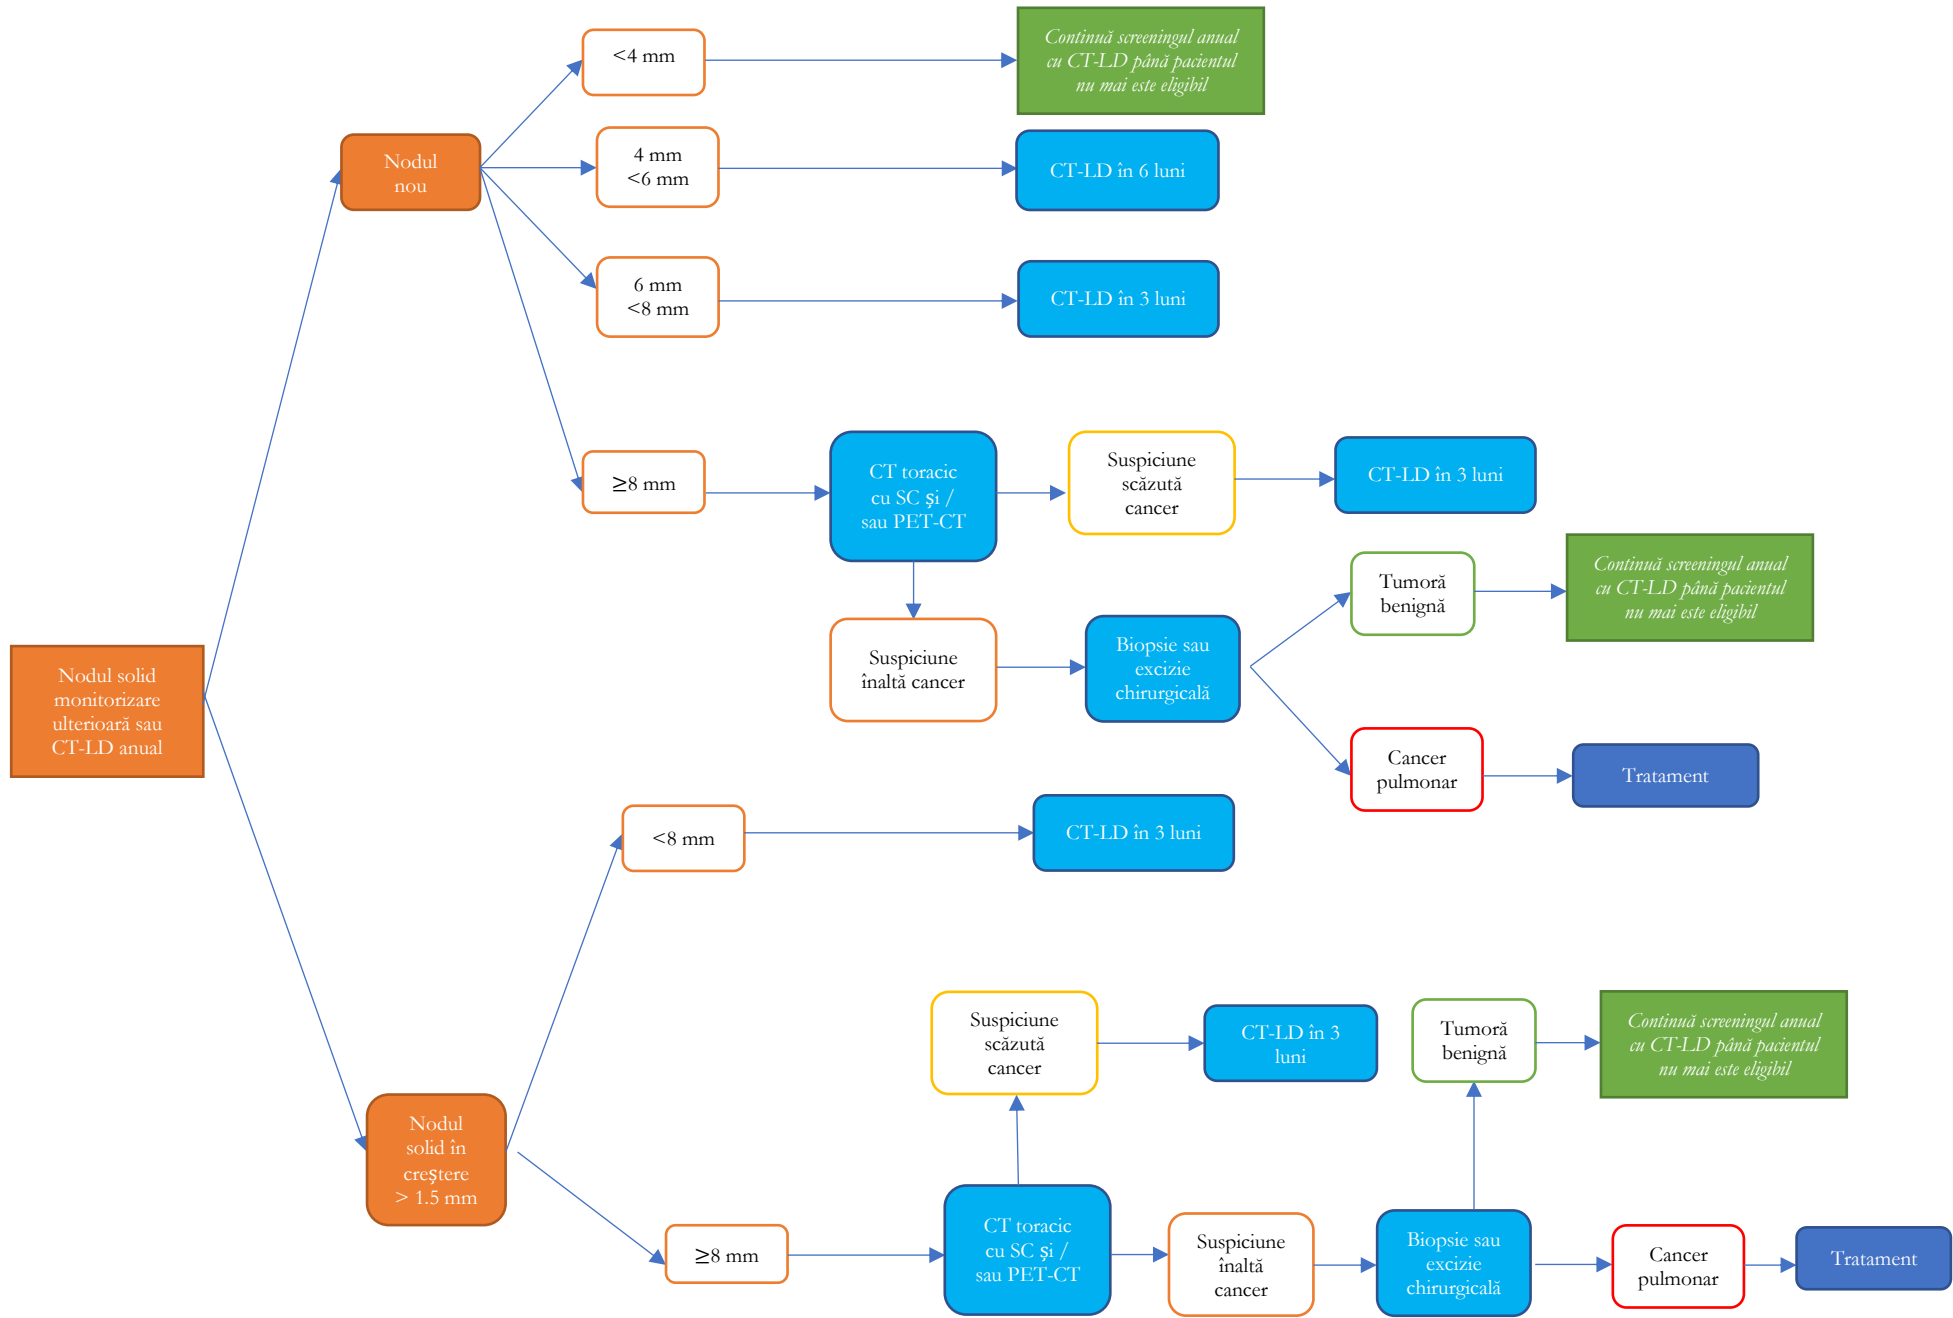 <4 mm
Continuă screeningul anual
cu CT-LD până pacientul
nu mai este eligibil
Nodul
nou
4 mm
<6 mm
CT-LD în 6 luni
6 mm
<8 mm
CT-LD în 3 luni
≥8 mm
CT toracic
cu SC și /
sau PET-CT
Suspiciune
scăzută
cancer
CT-LD în 3 luni
Suspiciune
înaltă cancer
Biopsie sau
excizie
chirurgicală
Tumoră
benignă
Continuă screeningul anual
cu CT-LD până pacientul
nu mai este eligibil
Cancer
pulmonar
Tratament
Nodul solid
monitorizare
ulterioară sau
CT-LD anual
<8 mm
CT-LD în 3 luni
Nodul
solid în
creștere
> 1.5 mm
≥8 mm
CT toracic
cu SC și /
sau PET-CT
Suspiciune
scăzută
cancer
CT-LD în 3
luni
Suspiciune
înaltă
cancer
Biopsie sau
excizie
chirurgicală
Tumoră
benignă
Continuă screeningul anual
cu CT-LD până pacientul
nu mai este eligibil
Cancer
pulmonar
Tratament